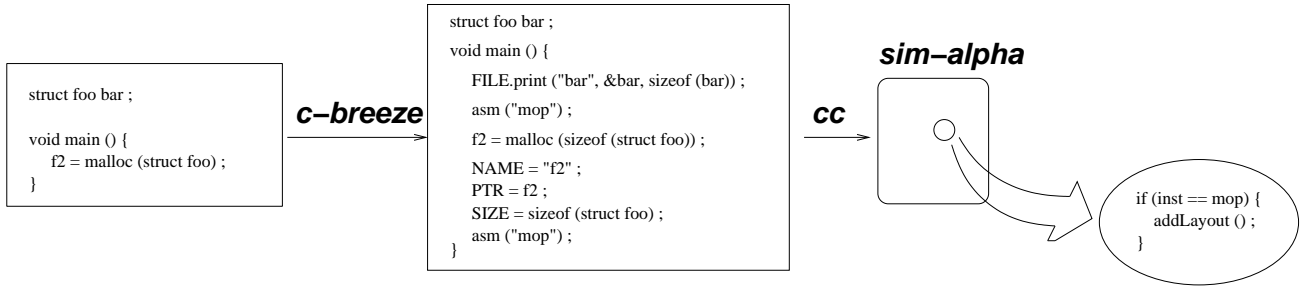 struct foo bar ;
void main () {
f2 = malloc (struct foo) ;
}
c-breeze
struct foo bar ;
void main () {
FILE.print ("bar", &bar, sizeof (bar)) ;
asm ("mop") ;
f2 = malloc (sizeof (struct foo)) ;
NAME = "f2" ;
PTR = f2 ;
SIZE = sizeof (struct foo) ;
asm ("mop") ;
}
cc
sim-alpha
if (inst == mop) {
addLayout () ;
}